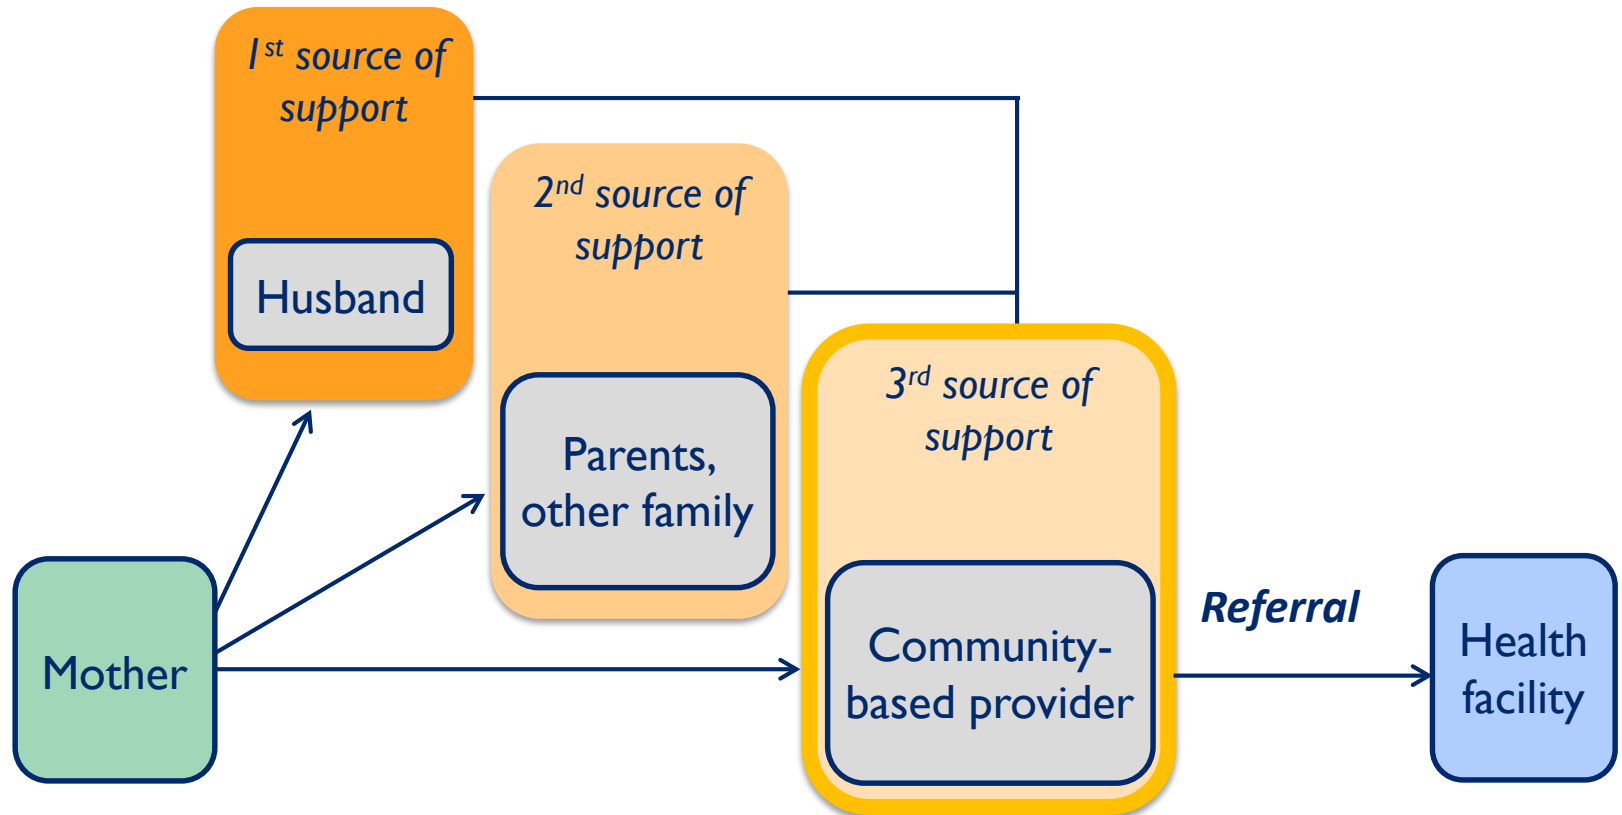 1st source of
support
Husband
2nd source of
support
Parents,
other family
3rd source of
support
Community-
based provider
Mother
Referral
Health
facility